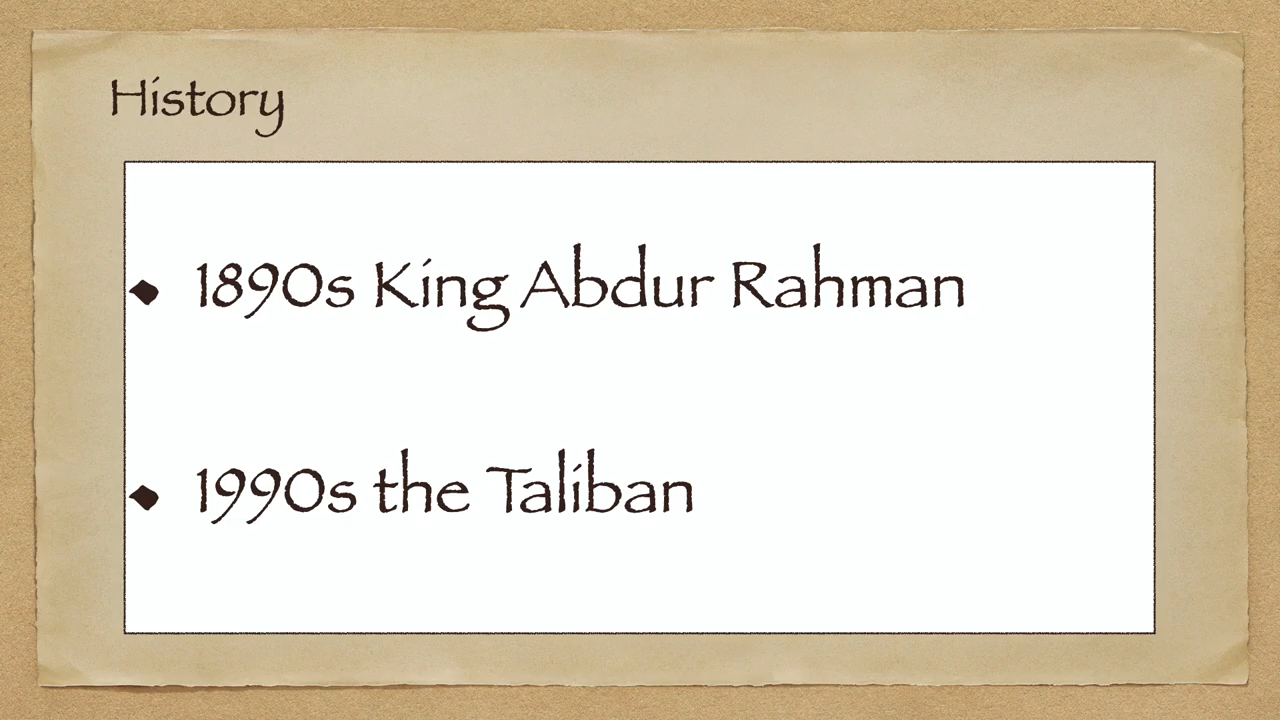 History
• 1890s King Abdur Rahman
• 1990s the Taliban